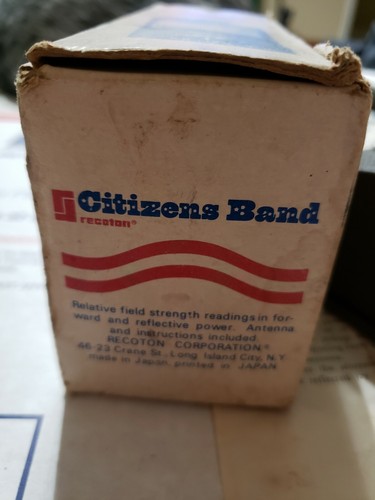 Citizens Band
recoton®
Relative field strength readings in for-
ward and reflective power. Antenna
and instructions included.
RECOTON CORPORATION®
46-23 Crane St., Long Island City, N.Y.
made in Japan, printed in JAPAN